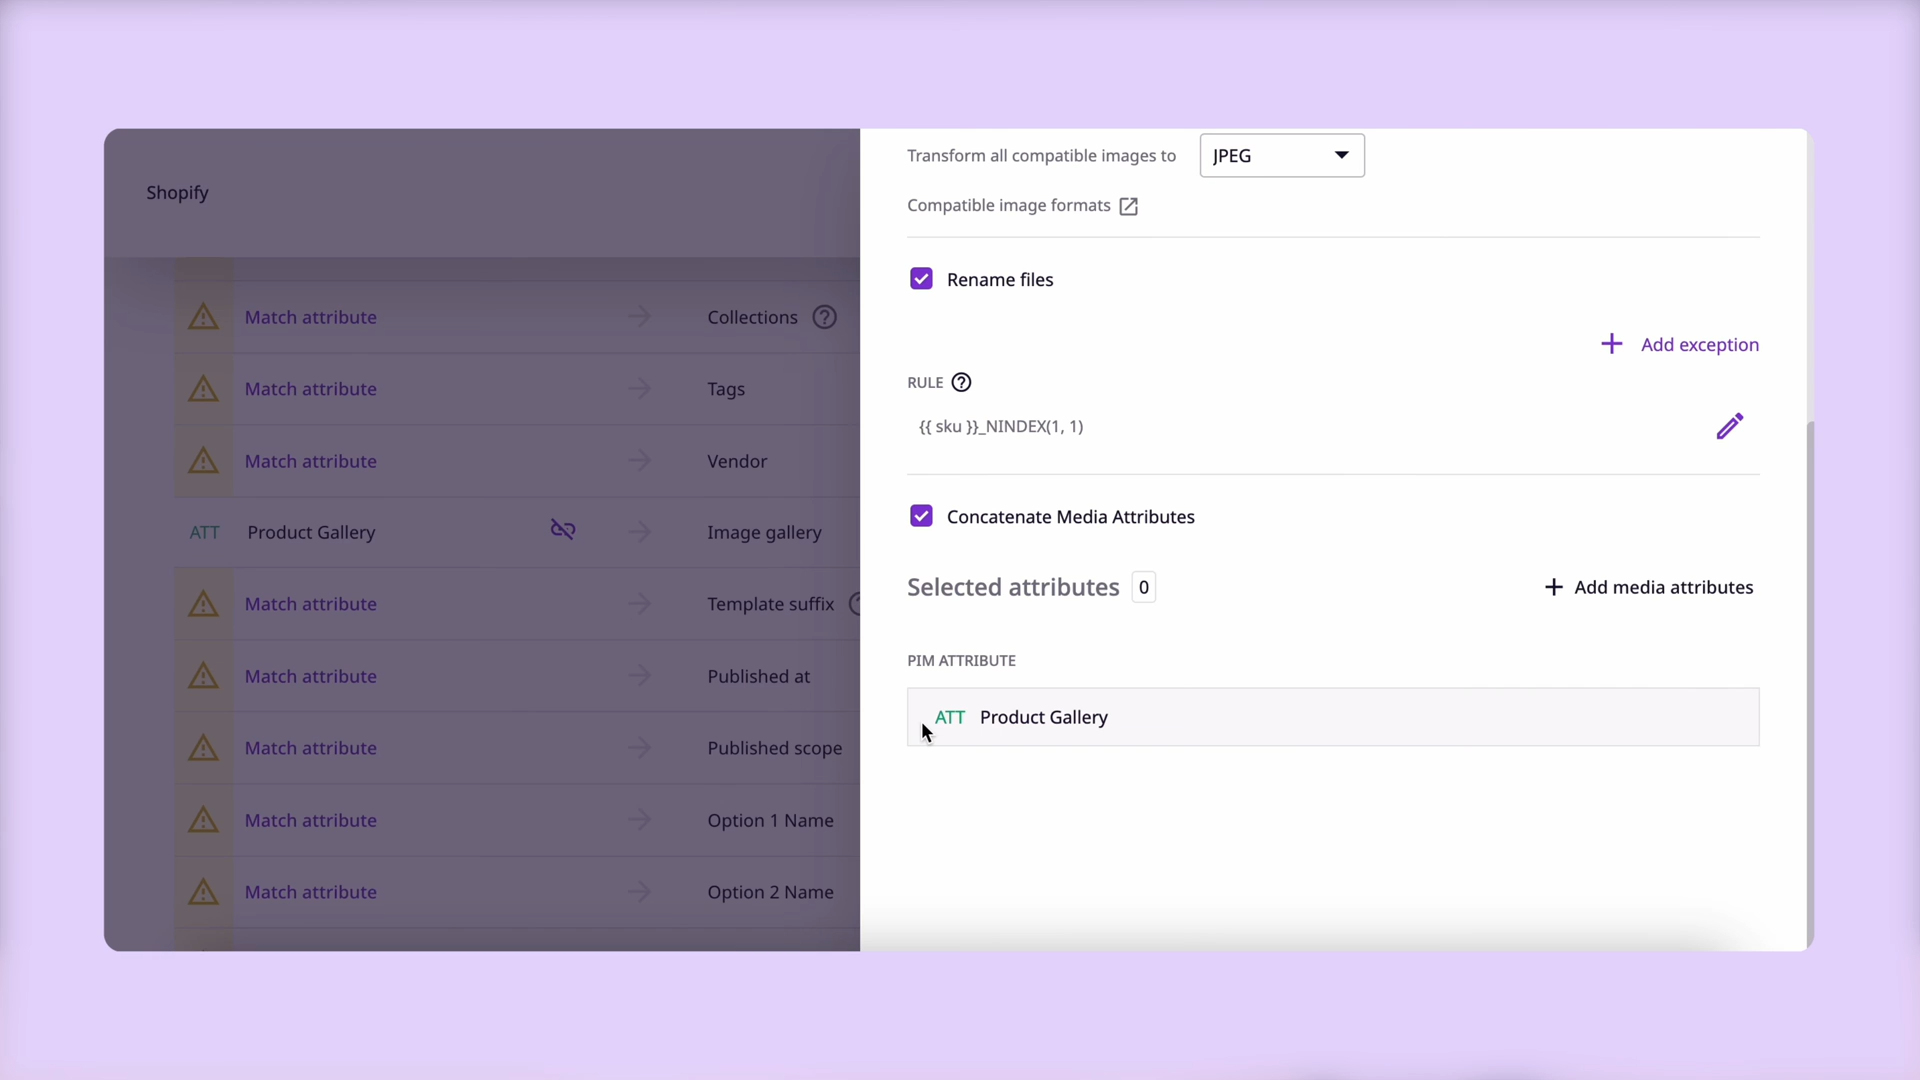 Shopify
Match attribute
Collections
Match attribute
Tags
Match attribute
Vendor
ATT Product Gallery
Image gallery
Match attribute
Template suffix
Match attribute
Published at
Match attribute
Published scope
Match attribute
Option 1 Name
Match attribute
Option 2 Name
Transform all compatible images to
JPEG
Compatible image formats
Rename files
+ Add exception
RULE ?
{{ sku }}_NINDEX(1, 1)
Concatenate Media Attributes
Selected attributes 0
+ Add media attributes
PIM ATTRIBUTE
ATT Product Gallery